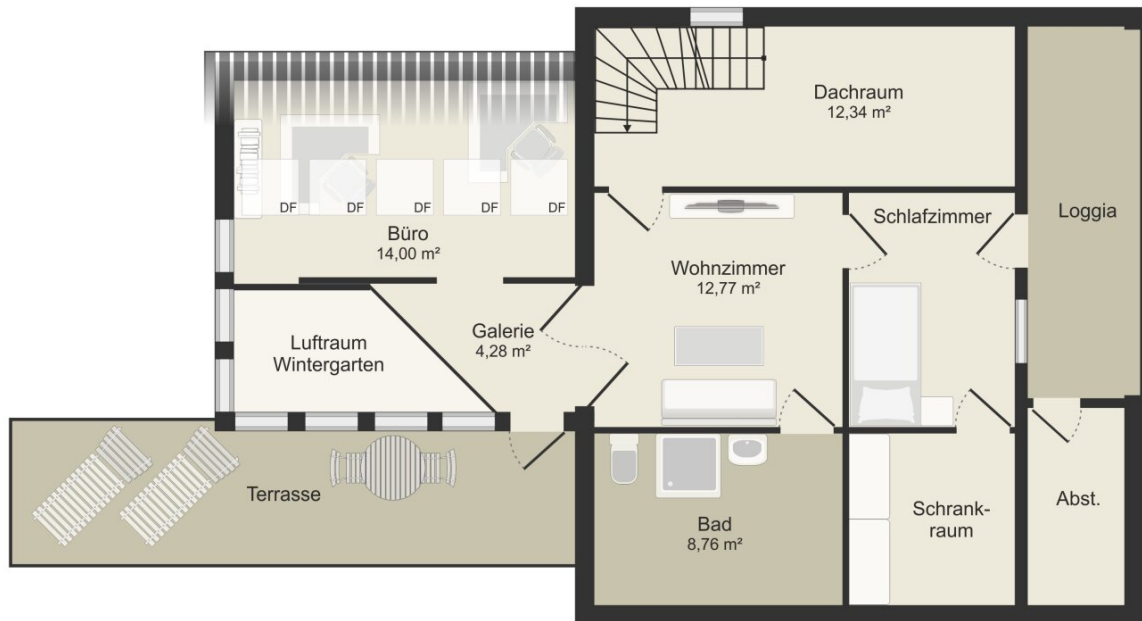 Dachraum
12,34 m²
DF
DF
DF
DF
DF
Büro
14,00 m²
Schlafzimmer
Loggia
Wohnzimmer
12,77 m²
Galerie
4,28 m²
Luftraum
Wintergarten
Terrasse
Bad
8,76 m²
Schrank-
raum
Abst.